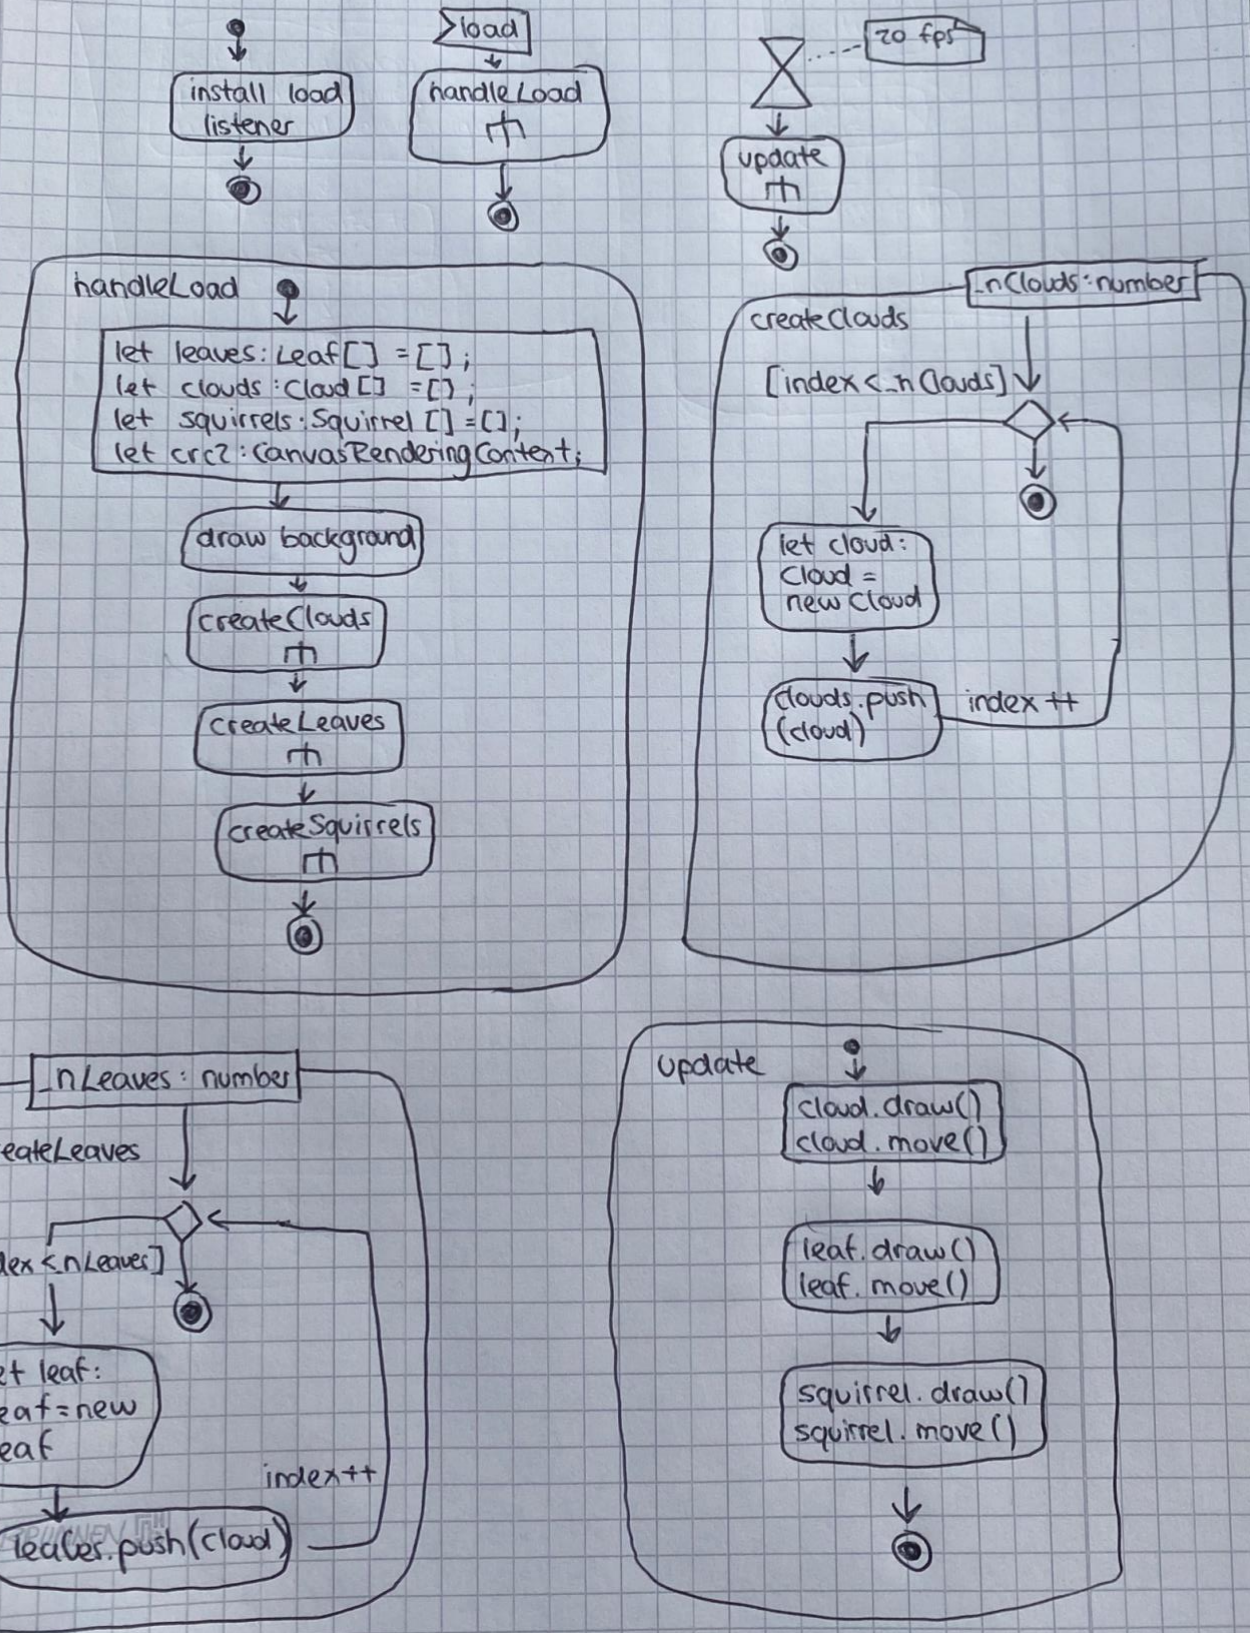 install load
listener
load
handleLoad
20 fps
update
handleLoad
let leaves: Leaf[] = [];
let clouds: Cloud[] = [];
let squirrels: Squirrel[] = [];
let crc2: CanvasRenderingContext;
draw background
createClouds
createLeaves
createSquirrels
_nClouds: number
createClouds
[index < _nClouds]
let cloud:
Cloud =
new Cloud
clouds.push
(cloud)
index ++
_nLeaves: number
eateLeaves
dex < _nLeaves]
et leaf:
eaf = new
eaf
index++
leaves.push(cloud)
update
cloud.draw()
cloud.move()
leaf.draw()
leaf.move()
squirrel.draw()
squirrel.move()